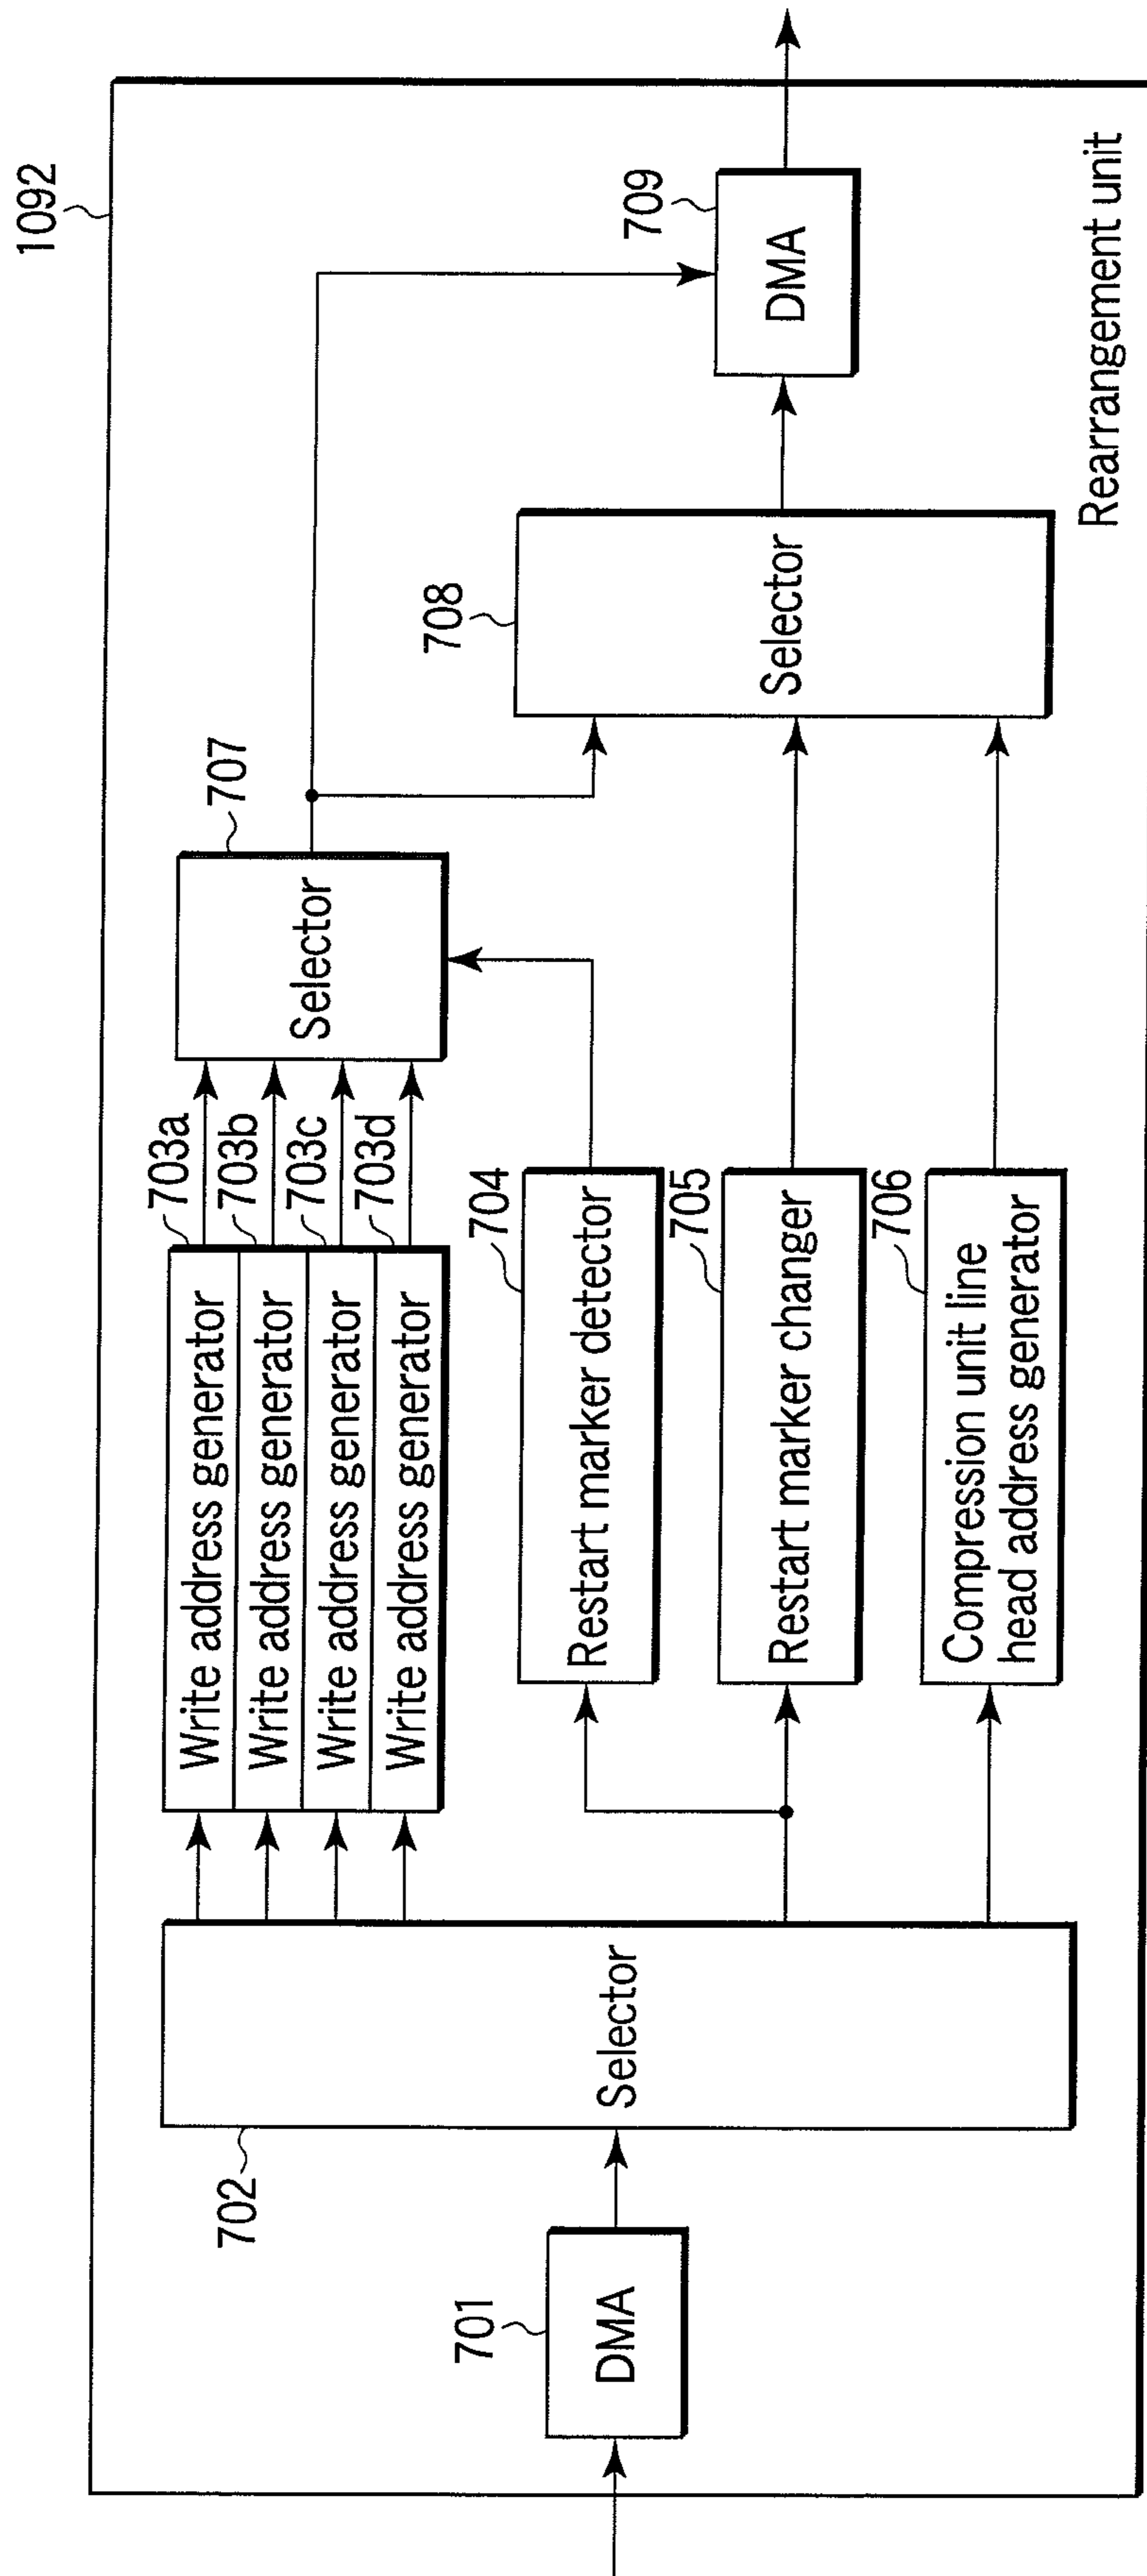 1092
701
DMA
702
Selector
Write address generator
703a
Write address generator
703b
Write address generator
703c
Write address generator
703d
704
Restart marker detector
705
Restart marker changer
706
Compression unit line
head address generator
707
Selector
708
Selector
709
DMA
Rearrangement unit